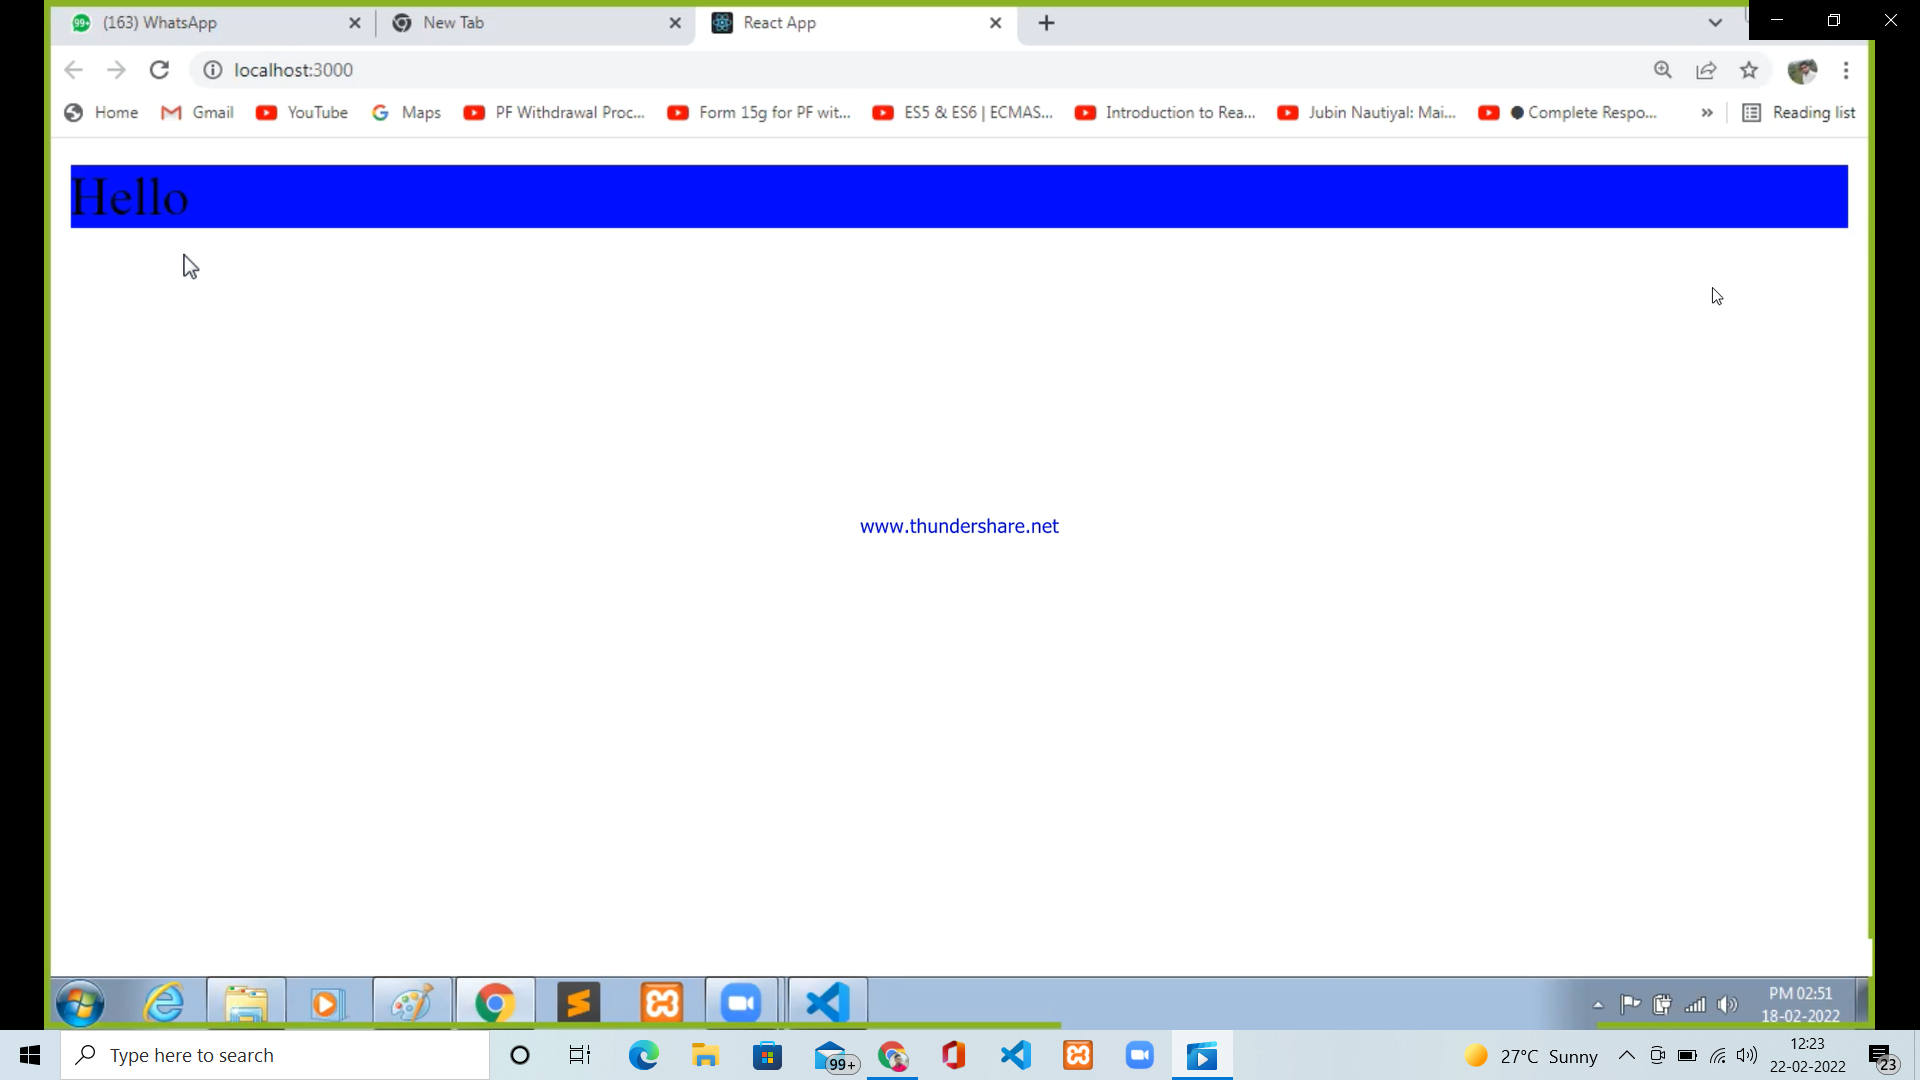 99+ (163) WhatsApp
New Tab
React App
localhost:3000
Home Gmail YouTube Maps PF Withdrawal Proc... Form 15g for PF wit... ES5 & ES6 | ECMAS... Introduction to Rea... Jubin Nautiyal: Mai... Complete Respo... » Reading list
Hello
www.thundershare.net
PM 02:51
18-02-2022
Type here to search
99+
27°C Sunny
12:23
22-02-2022
23